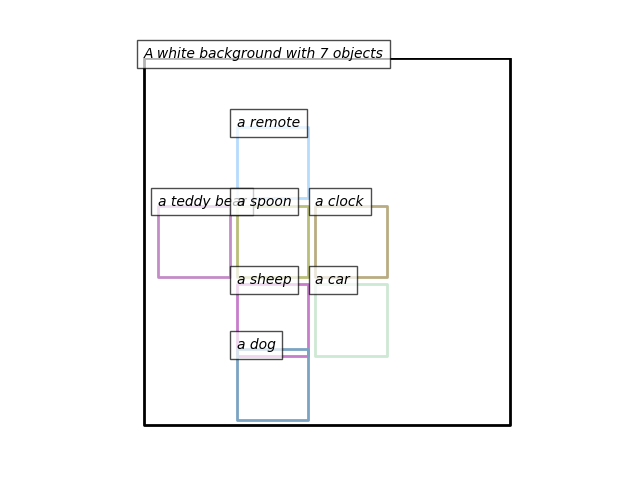 A white background with 7 objects
a remote
a teddy be
a spoon
a clock
a sheep
a car
a dog